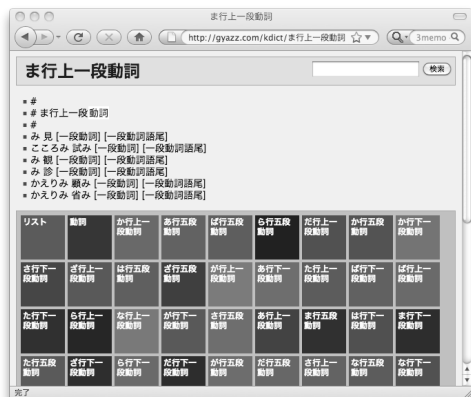 ま行上一段動詞
http://gyazz.com/kdict/ま行上一段動詞
3memo
ま行上一段動詞
検索
#
# ま行上一段動詞
#
み 見 [一段動詞] [一段動詞語尾]
こころみ 試み [一段動詞] [一段動詞語尾]
み 観 [一段動詞] [一段動詞語尾]
み 診 [一段動詞] [一段動詞語尾]
かえりみ 顧み [一段動詞] [一段動詞語尾]
かえりみ 省み [一段動詞] [一段動詞語尾]
リスト 動詞 か行上一段動詞 あ行五段動詞 ば行五段動詞 ら行五段動詞 だ行上一段動詞 か行五段動詞 か行下一段動詞
さ行下一段動詞 ざ行上一段動詞 は行五段動詞 ざ行五段動詞 が行上一段動詞 あ行下一段動詞 た行上一段動詞 ば行下一段動詞 ば行上一段動詞
た行下一段動詞 ら行上一段動詞 な行上一段動詞 が行下一段動詞 さ行五段動詞 あ行上一段動詞 ま行五段動詞 は行下一段動詞 ま行下一段動詞
た行五段動詞 ざ行下一段動詞 ら行下一段動詞 だ行下一段動詞 が行五段動詞 だ行五段動詞 さ行上一段動詞 な行五段動詞 な行下一段動詞
完了